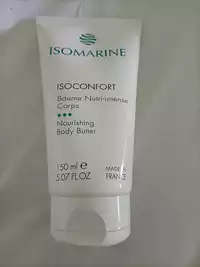 ISOMARINE
ISOCONFORT
Baume Nutri-intense
Corps
Nourishing
Body Butter
150 ml e
5.07 FL.OZ
MADE IN
FRANCE